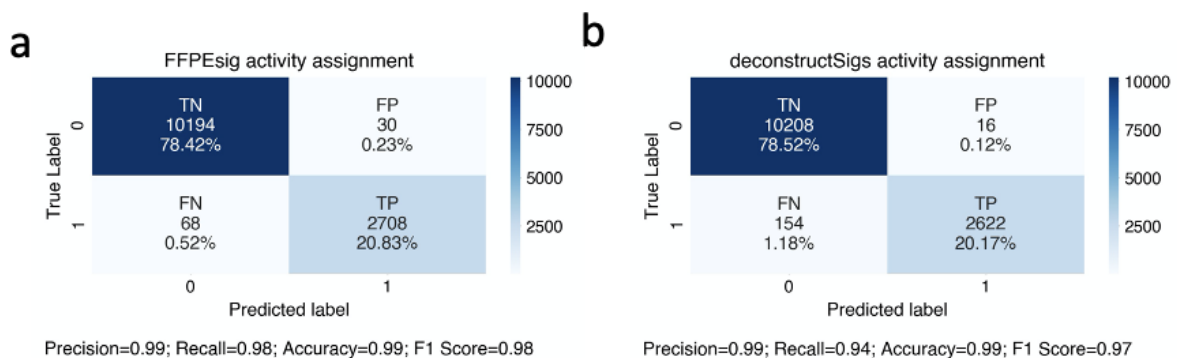 a
FFPEsig activity assignment
TN
10194
78.42%
FP
30
0.23%
FN
68
0.52%
TP
2708
20.83%
True Label
0
1
0
1
Predicted label
10000
7500
5000
2500
Precision=0.99; Recall=0.98; Accuracy=0.99; F1 Score=0.98
b
deconstructSigs activity assignment
TN
10208
78.52%
FP
16
0.12%
FN
154
1.18%
TP
2622
20.17%
True Label
0
1
0
1
Predicted label
10000
7500
5000
2500
Precision=0.99; Recall=0.94; Accuracy=0.99; F1 Score=0.97